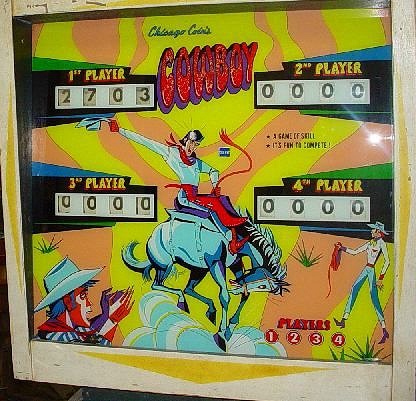 Chicago Coin's
COWBOY
1ST PLAYER
2703
2ND PLAYER
0000
★ A GAME OF SKILL
★ IT'S FUN TO COMPETE!
3RD PLAYER
0000
4TH PLAYER
0000
PLAYERS
1 2 3 4